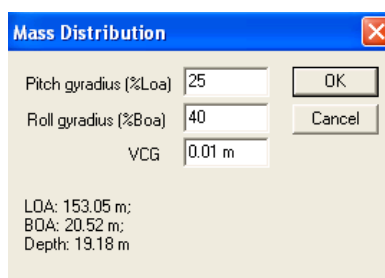 Mass Distribution
Pitch gyradius (%Loa) 25 OK
Roll gyradius (%Boa) 40 Cancel
VCG 0.01 m
LOA: 153.05 m;
BOA: 20.52 m;
Depth: 19.18 m